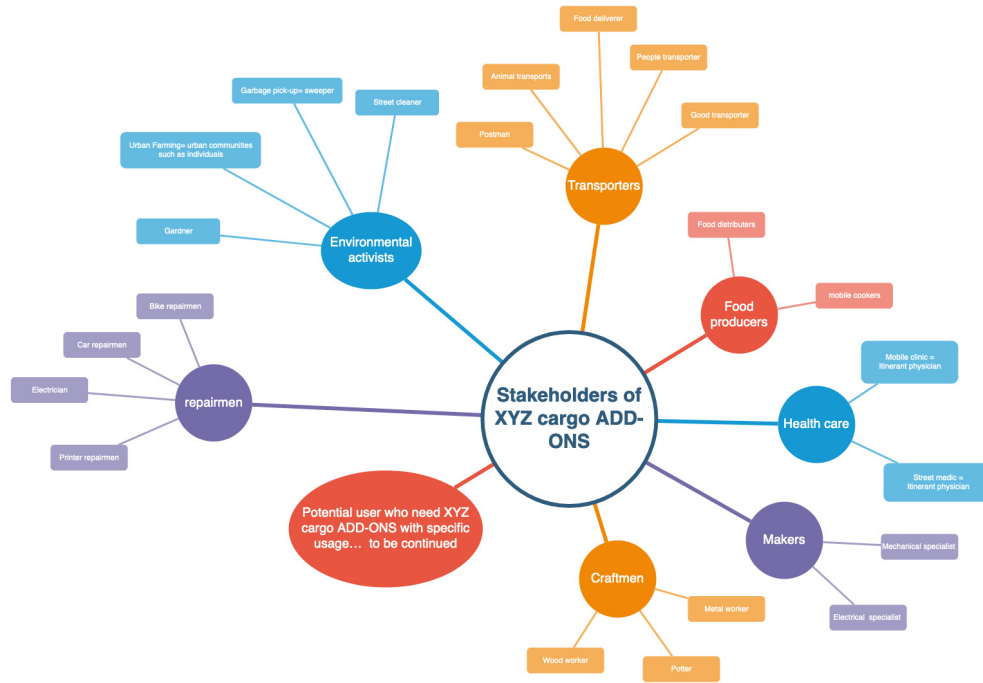 Food deliverer
People transporter
Animal transports
Good transporter
Postman
Transporters
Garbage pick-up= sweeper
Street cleaner
Urban Farming= urban communities
such as individuals
Gardner
Environmental
activists
Food distributers
mobile cookers
Food
producers
Bike repairmen
Car repairmen
Electrician
Printer repairmen
repairmen
Stakeholders of
XYZ cargo ADD-
ONS
Mobile clinic =
Itinerant physician
Health care
Street medic =
Itinerant physician
Potential user who need XYZ
cargo ADD-ONS with specific
usage... to be continued
Makers
Mechanical specialist
Electrical specialist
Craftmen
Metal worker
Wood worker
Potter